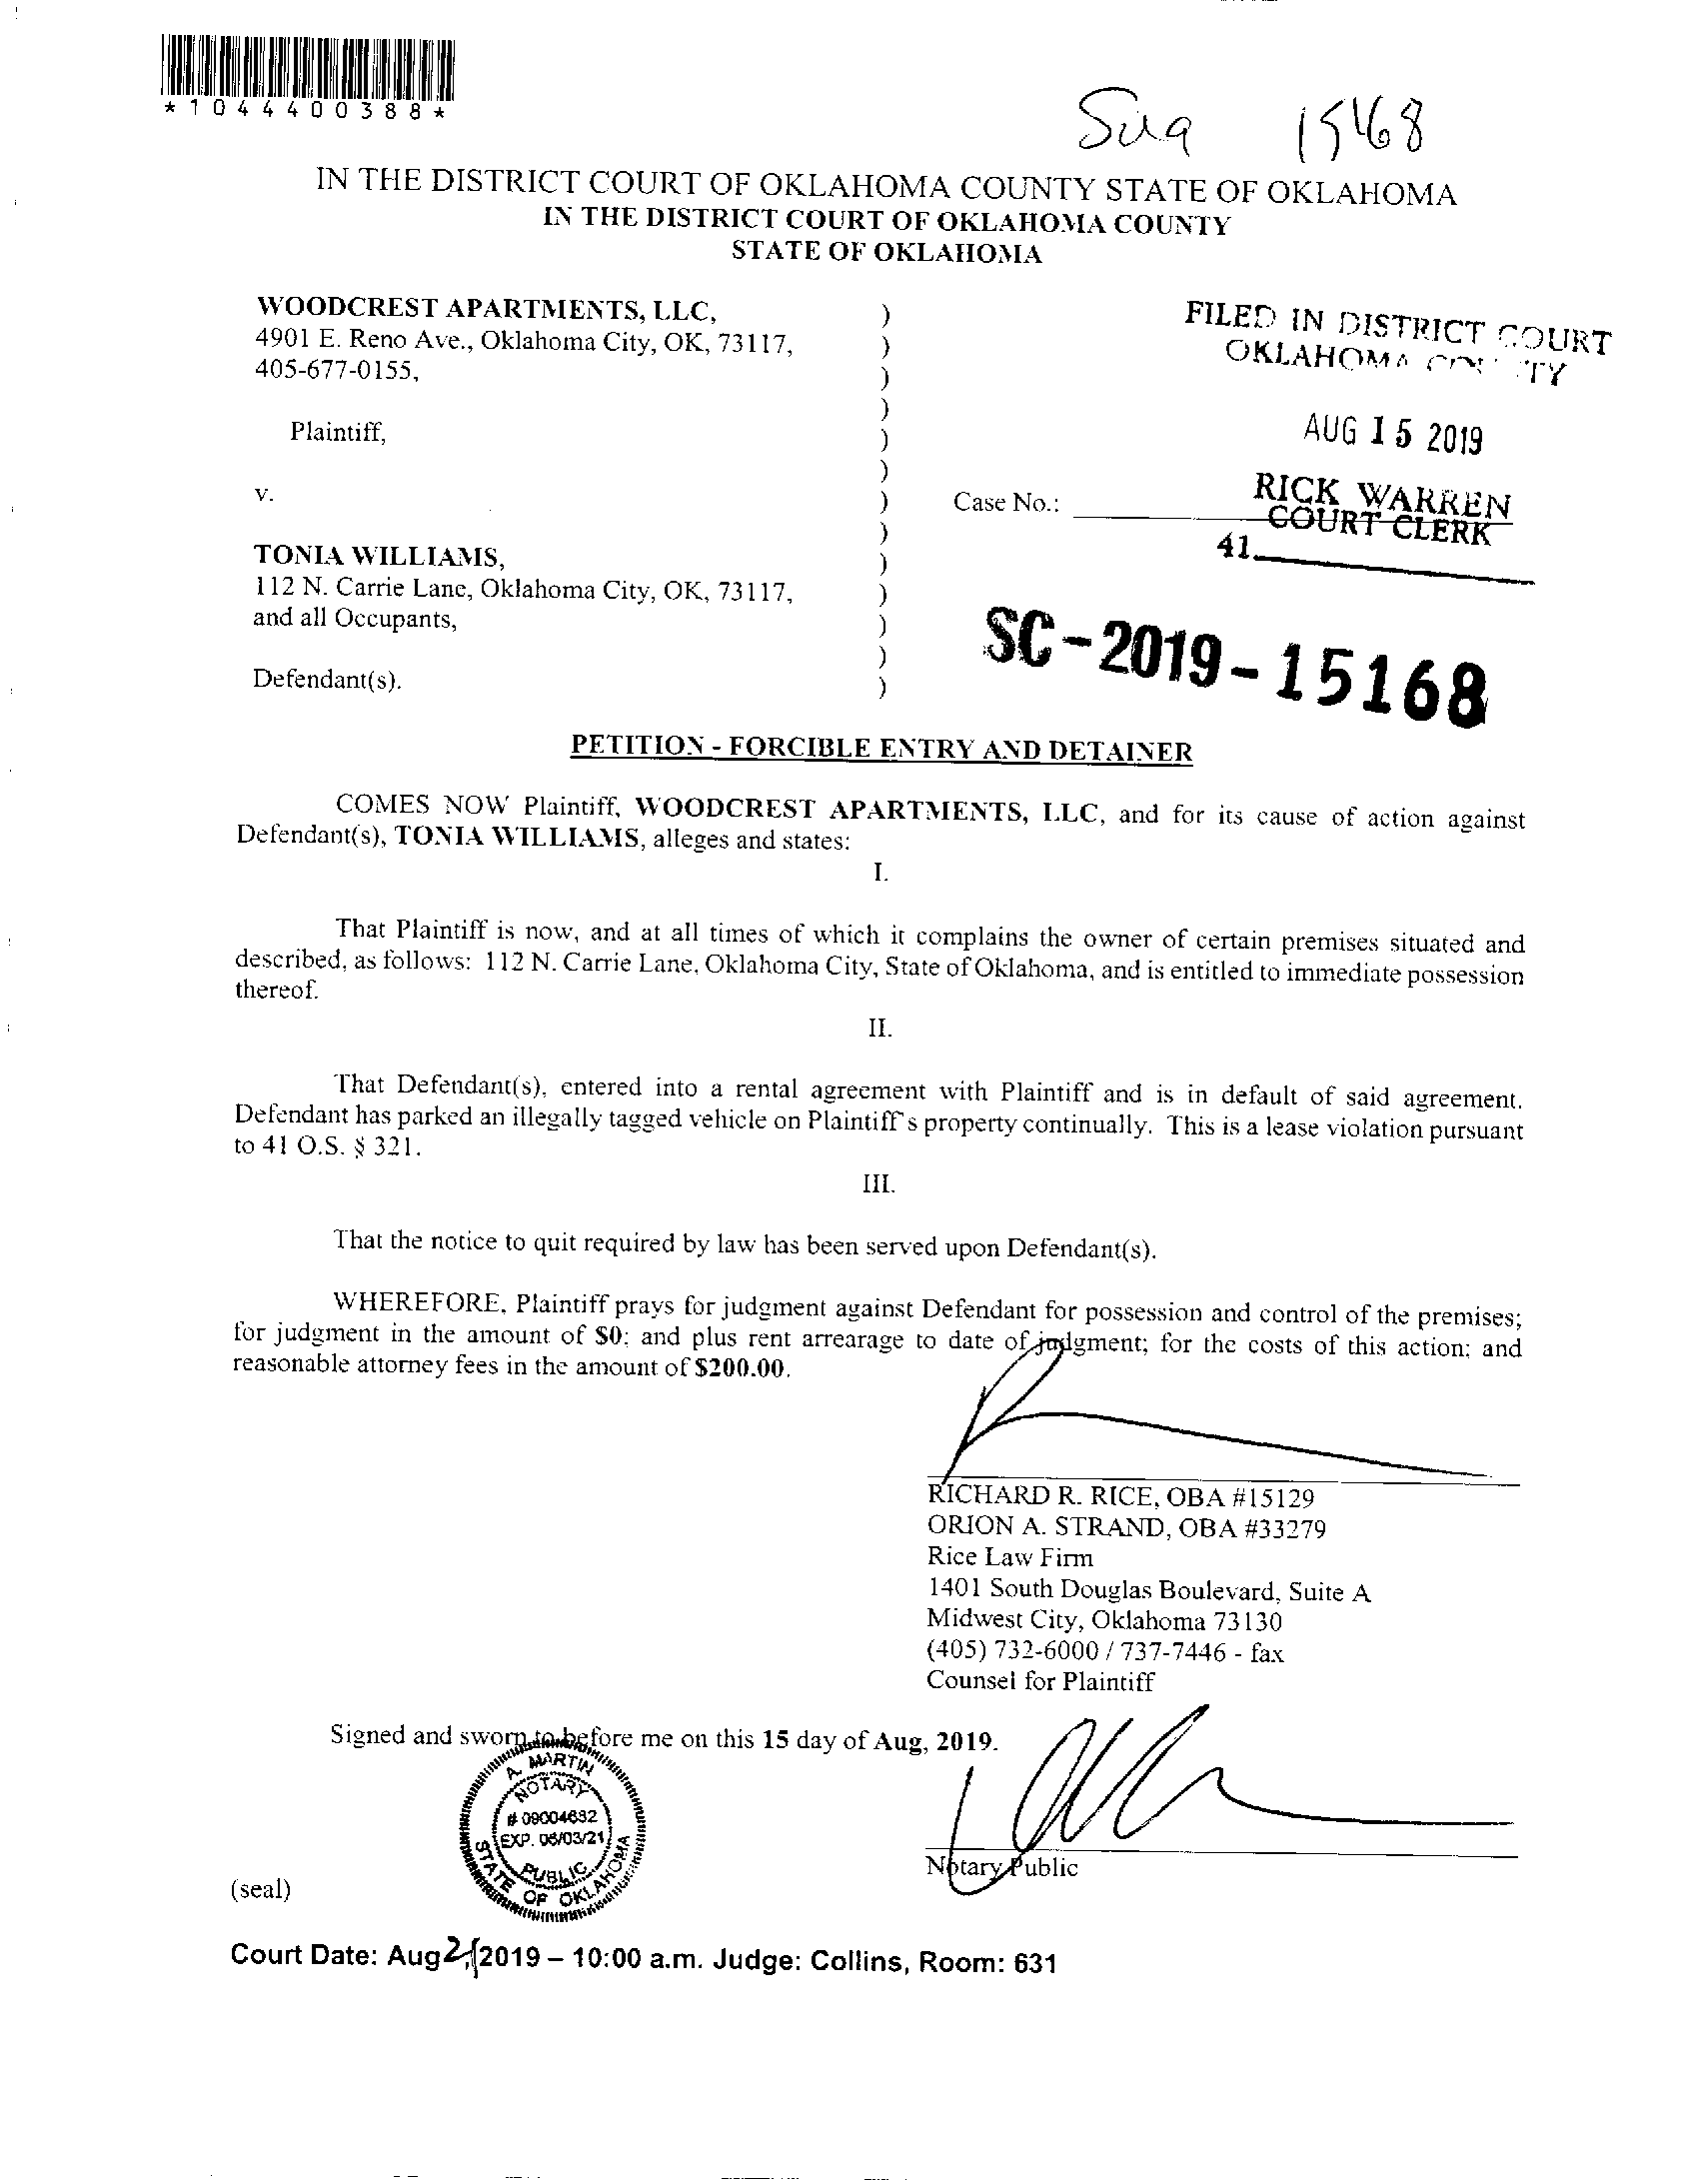 *1044400388*
15168
IN THE DISTRICT COURT OF OKLAHOMA COUNTY STATE OF OKLAHOMA
IN THE DISTRICT COURT OF OKLAHOMA COUNTY
STATE OF OKLAHOMA
WOODCREST APARTMENTS, LLC,
4901 E. Reno Ave., Oklahoma City, OK, 73117,
405-677-0155,
Plaintiff,
v.
TONIA WILLIAMS,
112 N. Carrie Lane, Oklahoma City, OK, 73117,
and all Occupants,
Defendant(s).
)
)
)
)
)
)
)
)
)
)
)
)
)
FILED IN DISTRICT COURT
OKLAHOMA COUNTY
AUG 15 2019
RICK WARREN
COURT CLERK
41
Case No.:
SC-2019-15168
PETITION - FORCIBLE ENTRY AND DETAINER
COMES NOW Plaintiff, WOODCREST APARTMENTS, LLC, and for its cause of action against
Defendant(s), TONIA WILLIAMS, alleges and states:
I.
That Plaintiff is now, and at all times of which it complains the owner of certain premises situated and
described, as follows: 112 N. Carrie Lane, Oklahoma City, State of Oklahoma, and is entitled to immediate possession
thereof.
II.
That Defendant(s), entered into a rental agreement with Plaintiff and is in default of said agreement.
Defendant has parked an illegally tagged vehicle on Plaintiff's property continually. This is a lease violation pursuant
to 41 O.S. § 321.
III.
That the notice to quit required by law has been served upon Defendant(s).
WHEREFORE, Plaintiff prays for judgment against Defendant for possession and control of the premises;
for judgment in the amount of $0; and plus rent arrearage to date of judgment; for the costs of this action; and
reasonable attorney fees in the amount of $200.00.
RICHARD R. RICE, OBA #15129
ORION A. STRAND, OBA #33279
Rice Law Firm
1401 South Douglas Boulevard, Suite A
Midwest City, Oklahoma 73130
(405) 732-6000 / 737-7446 - fax
Counsel for Plaintiff
Signed and sworn to before me on this 15 day of Aug, 2019.
A. MARTIN
NOTARY
# 09004632
EXP. 06/03/21
PUBLIC
STATE OF OKLAHOMA
Notary Public
(seal)
Court Date: Aug 21, 2019 – 10:00 a.m. Judge: Collins, Room: 631